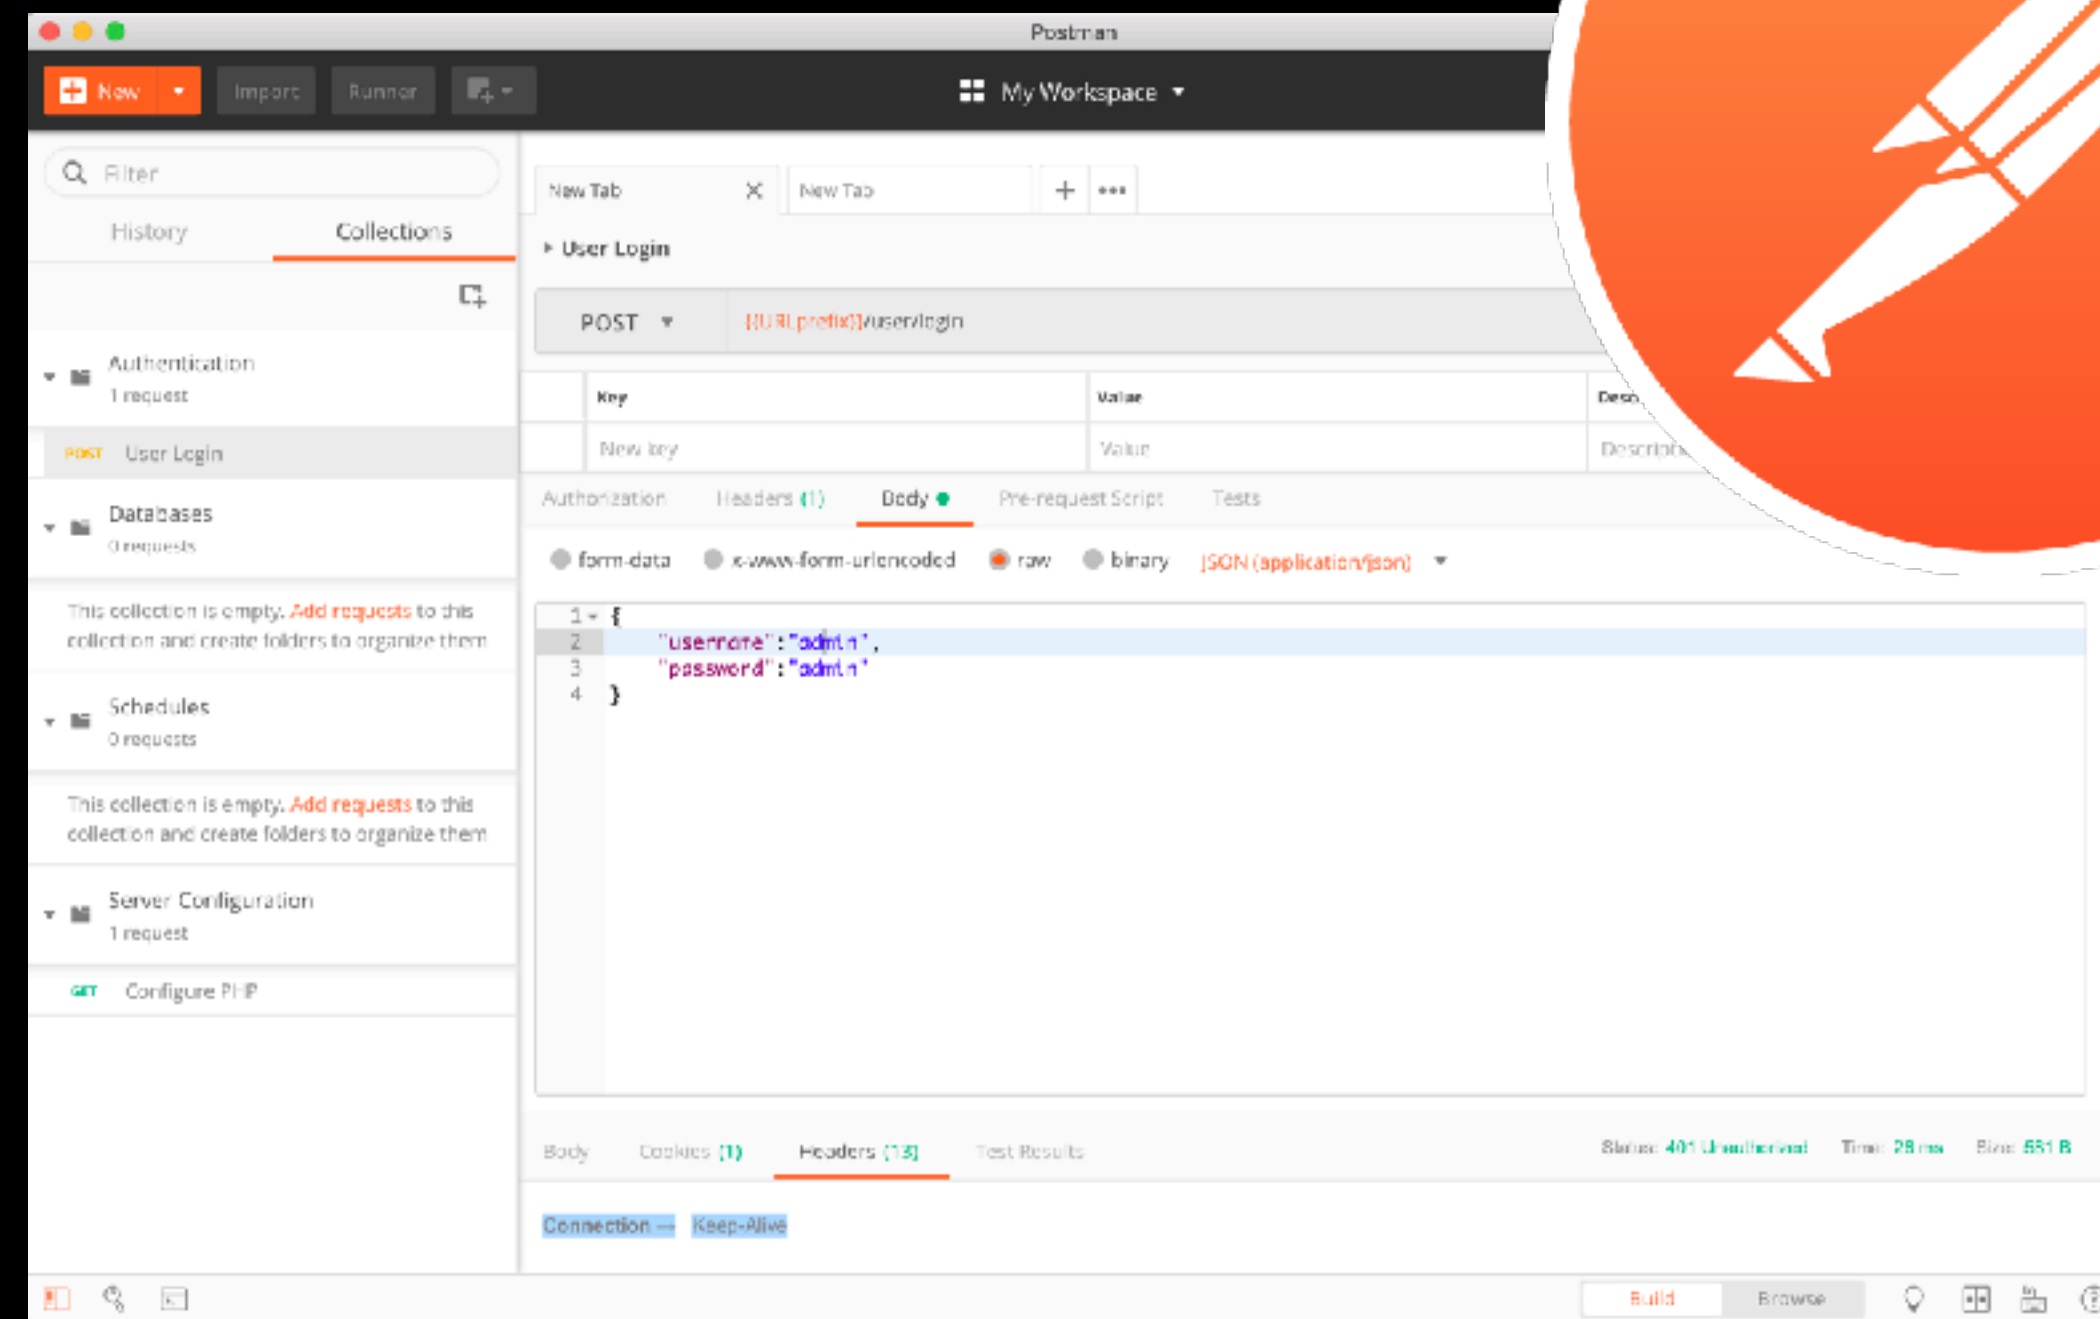 Postman
New Import Runner My Workspace
Filter
History Collections
Authentication
1 request
POST User Login
Databases
0 requests
This collection is empty. Add requests to this
collection and create folders to organize them
Schedules
0 requests
This collection is empty. Add requests to this
collection and create folders to organize them
Server Configuration
1 request
GET Configure PHP
New Tab New Tab
User Login
POST {{URLprefix}}/user/login
Key Value
New key Value
Authorization Headers (1) Body Pre-request Script Tests
form-data x-www-form-urlencoded raw binary JSON (application/json)
1 {
2 "username":"admin",
3 "password":"admin"
4 }
Body Cookies (1) Headers (13) Test Results Status: 401 Unauthorized Time: 28 ms Size: 581 B
Connection → Keep-Alive
Build Browse